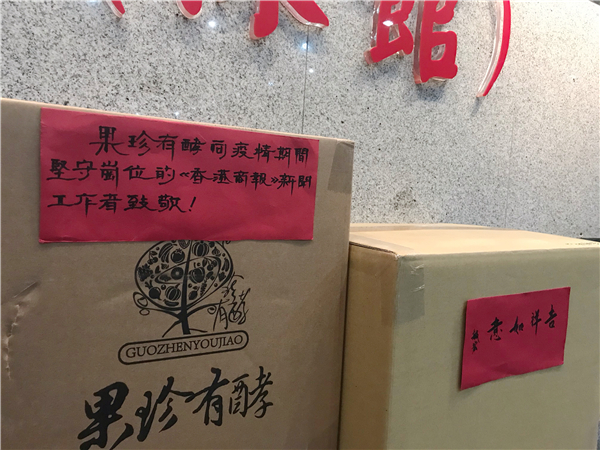 館)
果珍有酵向疫情期間
堅守崗位的《香港商報》新聞
工作者致敬!
GUOZHENYOUJIAO
果珍有酵
吉祥如意